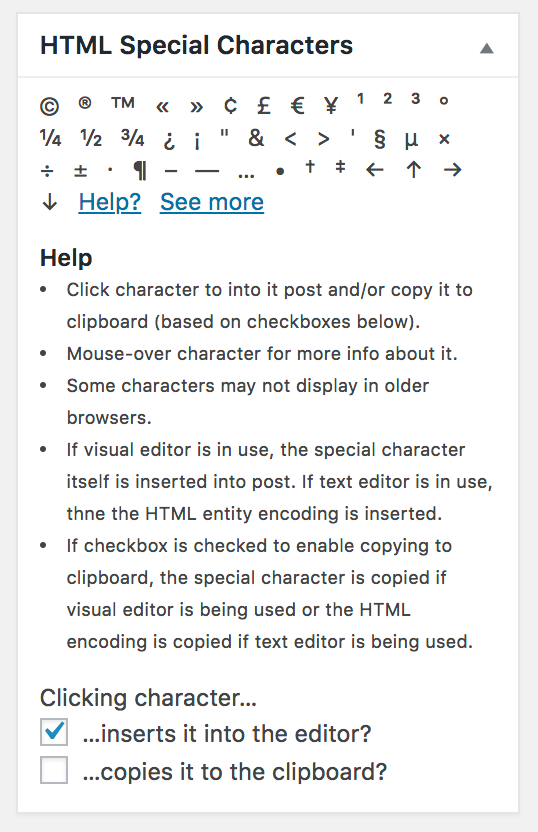 HTML Special Characters
© ® ™ « » ¢ £ € ¥ ¹ ² ³ °
¼ ½ ¾ ¿ ¡ " & < > ' § µ ×
÷ ± · ¶ – — … • † ‡ ← ↑ →
↓ Help? See more
Help
• Click character to into it post and/or copy it to
clipboard (based on checkboxes below).
• Mouse-over character for more info about it.
• Some characters may not display in older
browsers.
• If visual editor is in use, the special character
itself is inserted into post. If text editor is in use,
thne the HTML entity encoding is inserted.
• If checkbox is checked to enable copying to
clipboard, the special character is copied if
visual editor is being used or the HTML
encoding is copied if text editor is being used.
Clicking character...
...inserts it into the editor?
...copies it to the clipboard?